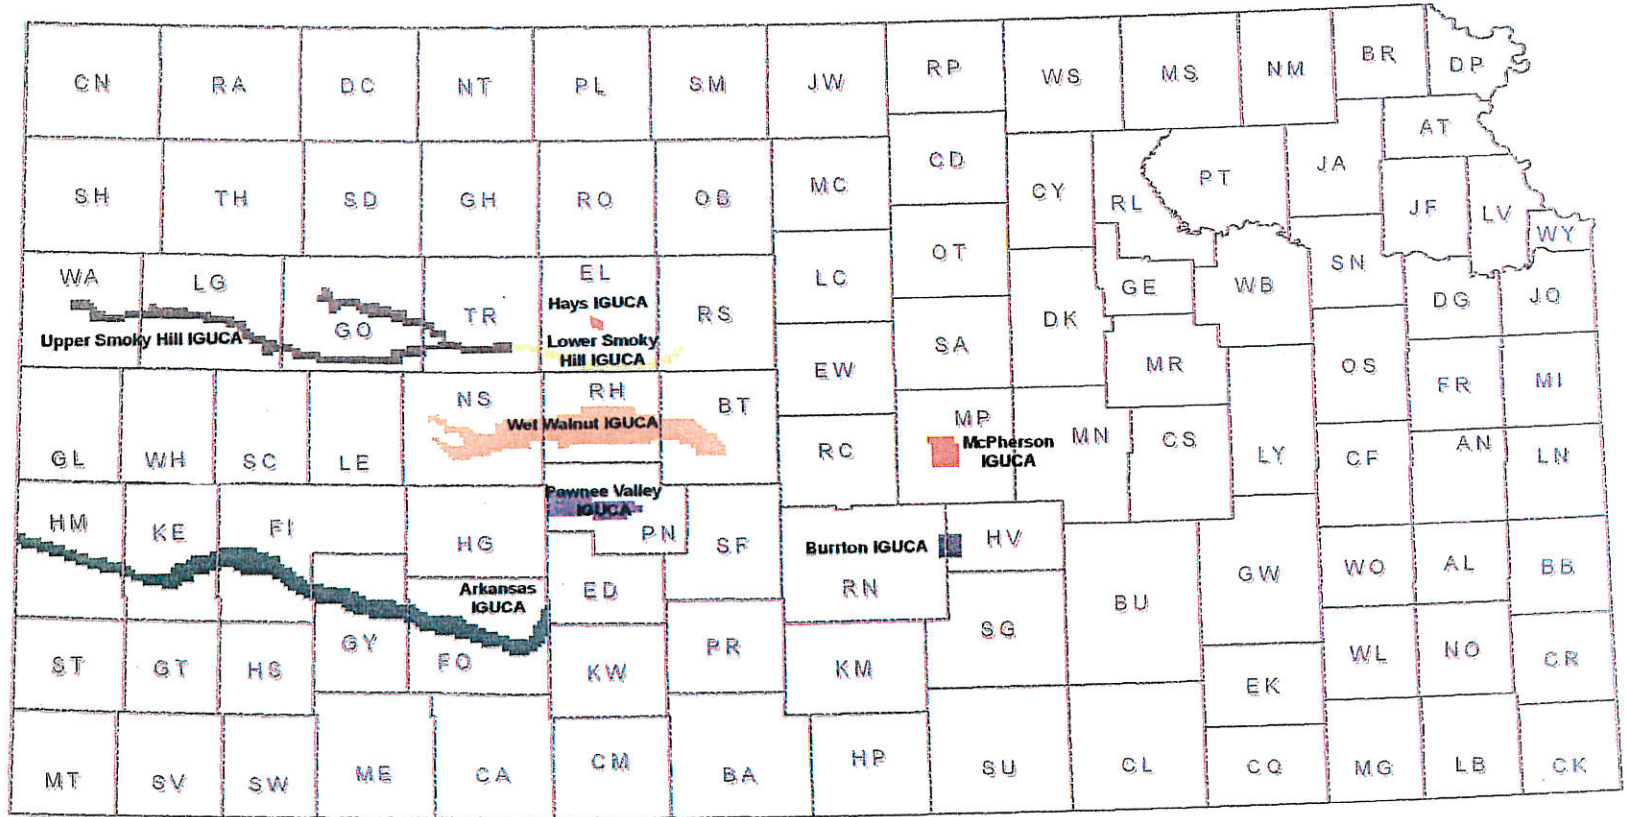 CN RA DC NT PL SM JW RP WS MS NM BR DP
SH TH SD GH RO OB MC CD CY RL PT JA AT
JF LV WY
WA LG GO TR EL RS LC OT GE WB SN DG JO
Hays IGUCA
Upper Smoky Hill IGUCA
Lower Smoky
Hill IGUCA
EW SA DK MR OS FR MI
GL WH SC LE NS RH BT RC MP MN CS LY CF AN LN
Wet Walnut IGUCA
McPherson
IGUCA
Pawnee Valley
IGUCA
HM KE FI HG PN SF RN HV BU GW WO AL BB
Burrton IGUCA
Arkansas
IGUCA
ED
ST GT HS GY FO KW PR KM SG EK WL NO CR
MT SV SW ME CA CM BA HP SU CL CQ MG LB CK